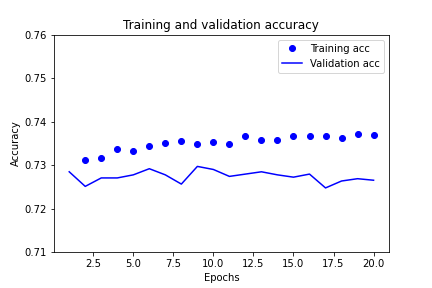 Training and validation accuracy
0.76
0.75
0.74
0.73
0.72
0.71
Accuracy
Training acc
Validation acc
2.5 5.0 7.5 10.0 12.5 15.0 17.5 20.0
Epochs